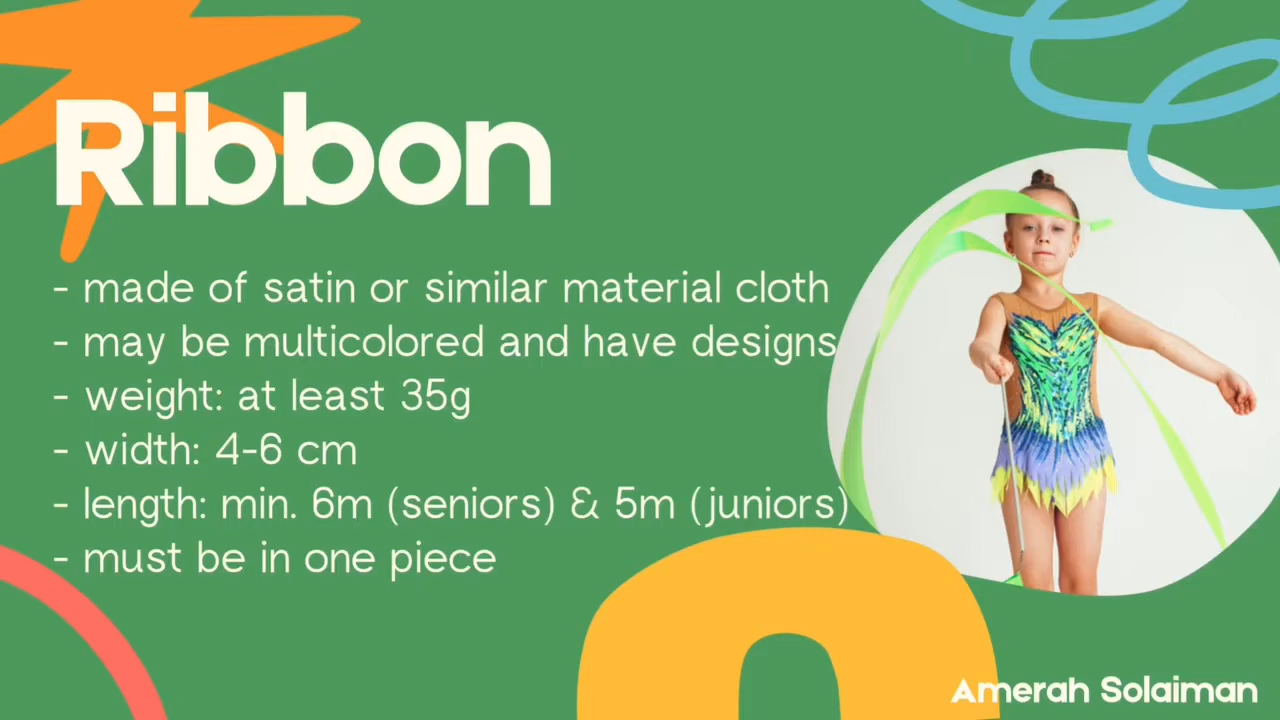 Ribbon
- made of satin or similar material cloth
- may be multicolored and have designs
- weight: at least 35g
- width: 4-6 cm
- length: min. 6m (seniors) & 5m (juniors)
- must be in one piece
Amerah Solaiman